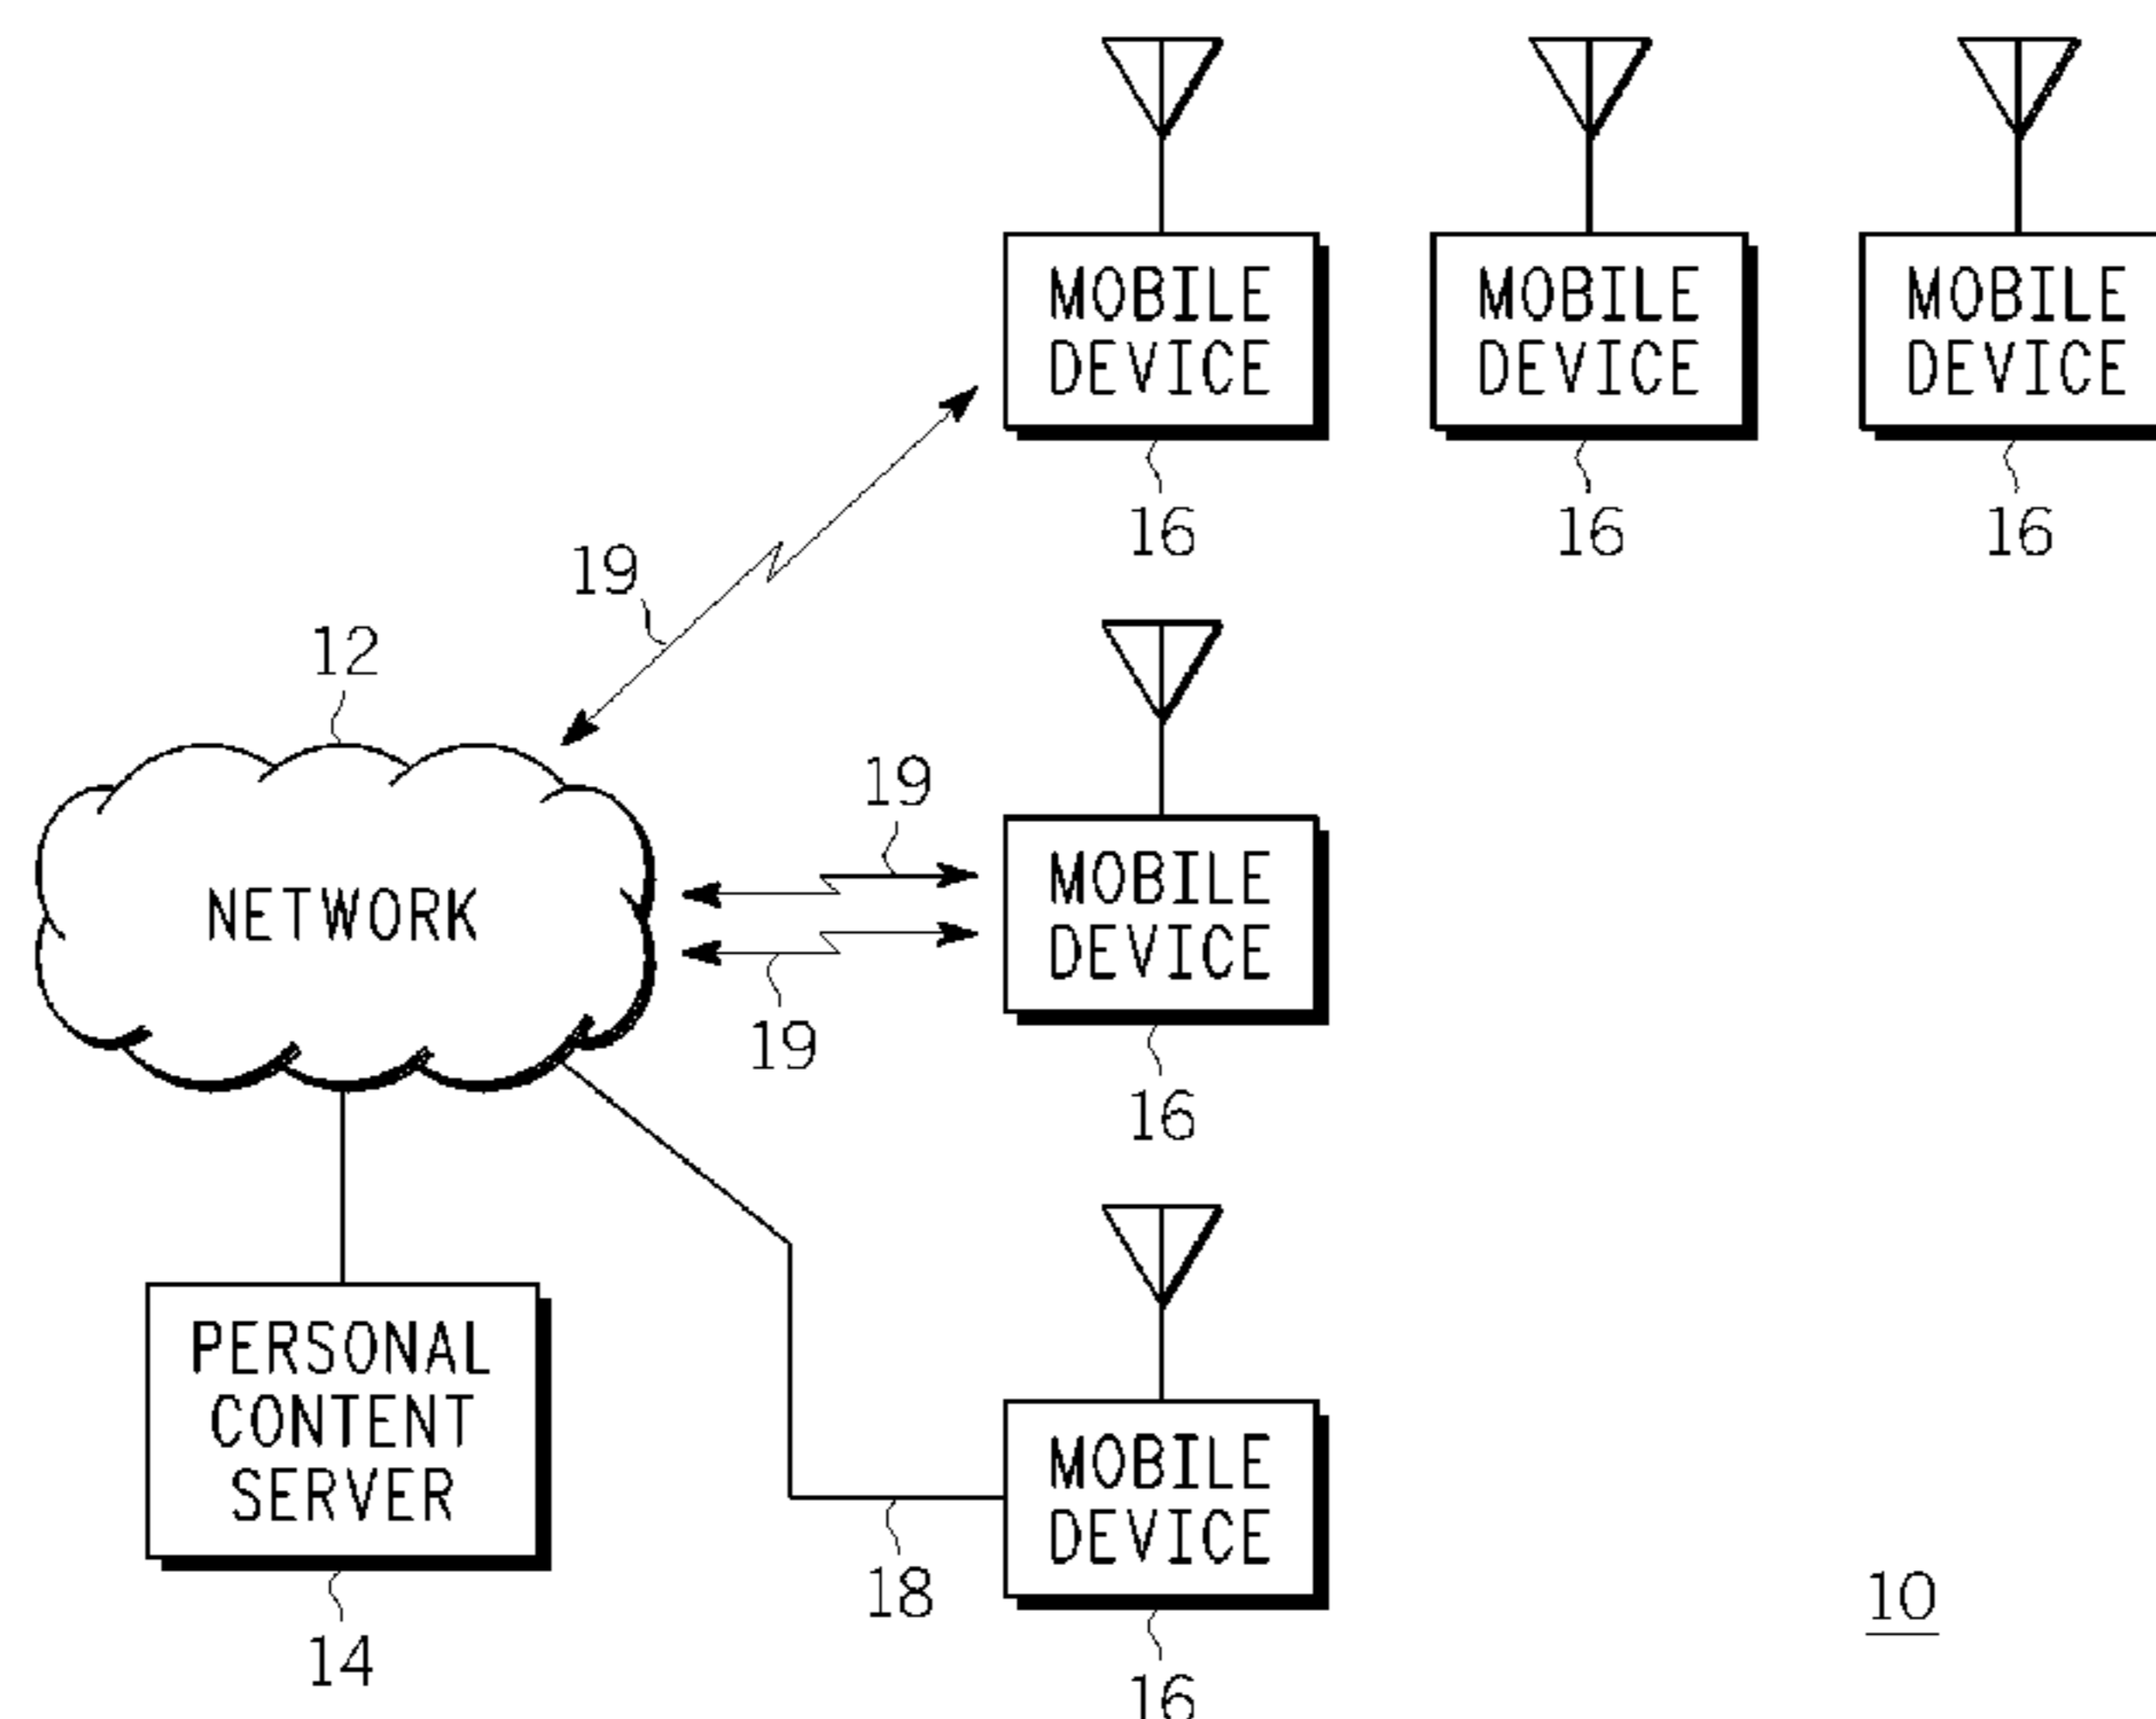 MOBILE
DEVICE
16
MOBILE
DEVICE
16
MOBILE
DEVICE
16
19
12
NETWORK
19
19
MOBILE
DEVICE
16
PERSONAL
CONTENT
SERVER
14
18
MOBILE
DEVICE
16
10